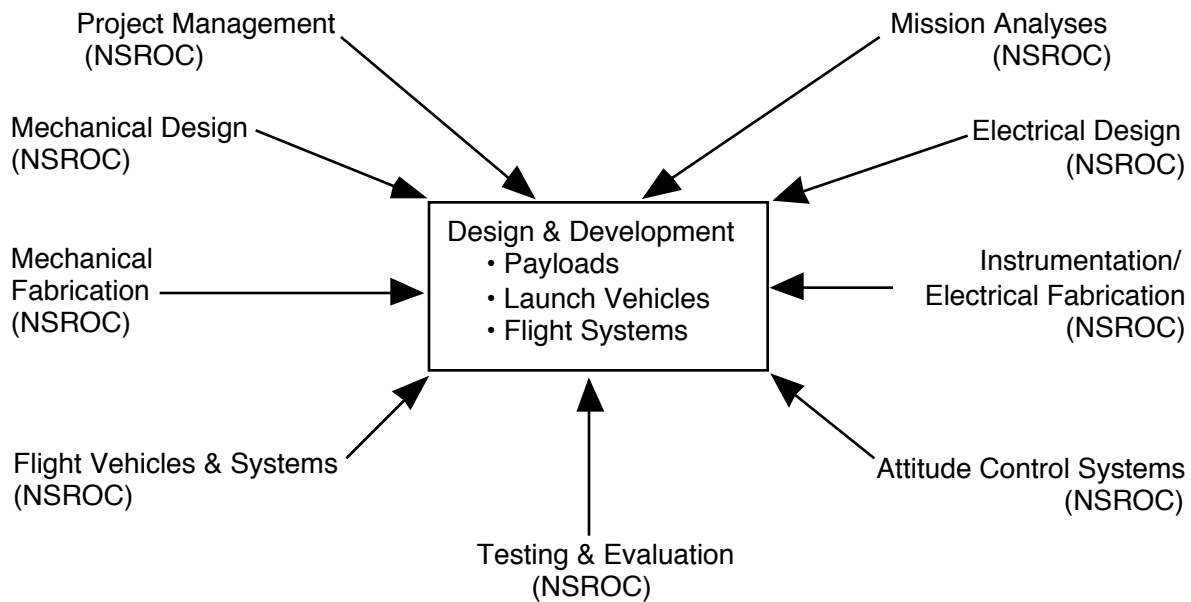 Project Management
(NSROC)
Mission Analyses
(NSROC)
Mechanical Design
(NSROC)
Electrical Design
(NSROC)
Design & Development
• Payloads
• Launch Vehicles
• Flight Systems
Mechanical
Fabrication
(NSROC)
Instrumentation/
Electrical Fabrication
(NSROC)
Flight Vehicles & Systems
(NSROC)
Attitude Control Systems
(NSROC)
Testing & Evaluation
(NSROC)